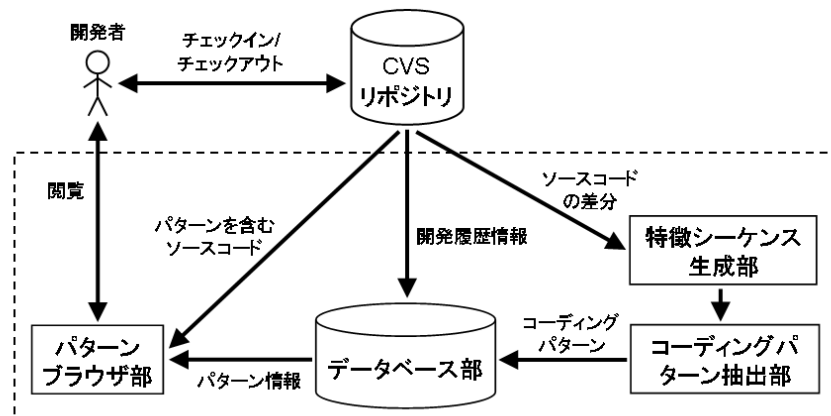 開発者
チェックイン/
チェックアウト
CVS
リポジトリ
閲覧
パターンを含む
ソースコード
開発履歴情報
ソースコード
の差分
特徴シーケンス
生成部
パターン
ブラウザ部
パターン情報
データベース部
コーディング
パターン
コーディングパ
ターン抽出部